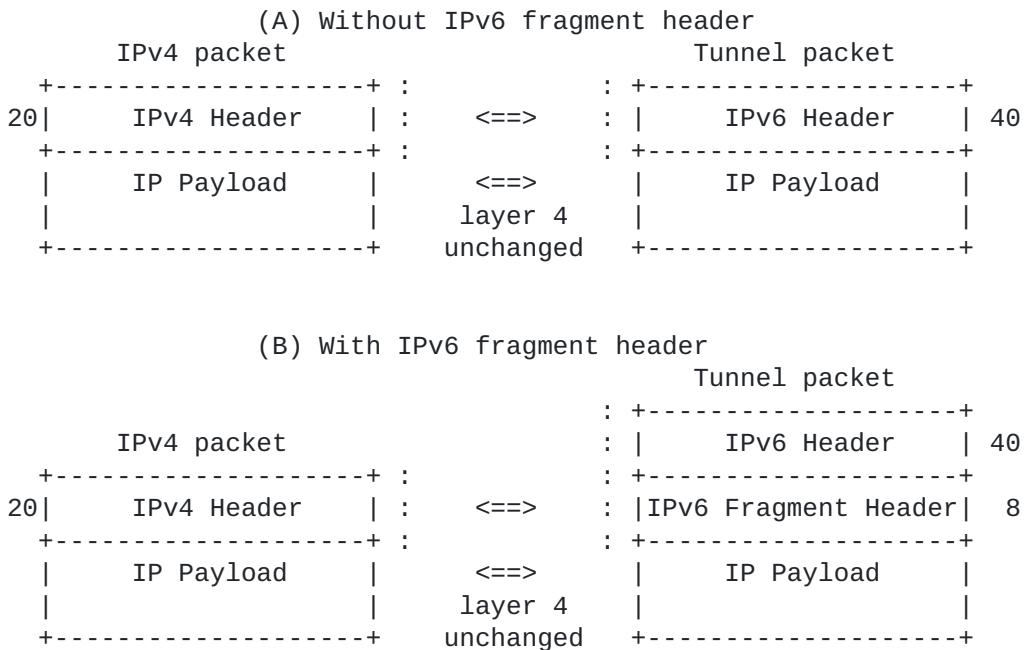 (A) Without IPv6 fragment header
       IPv4 packet                          Tunnel packet
  +--------------------+ :            : +--------------------+
20|     IPv4 Header    | :    <==>    : |     IPv6 Header    | 40
  +--------------------+ :            : +--------------------+
  |     IP Payload     |      <==>      |     IP Payload     |
  |                    |     layer 4    |                    |
  +--------------------+    unchanged   +--------------------+
                (B) With IPv6 fragment header
                                            Tunnel packet
                                      : +--------------------+
       IPv4 packet                    : |     IPv6 Header    | 40
  +--------------------+ :            : +--------------------+
20|     IPv4 Header    | :    <==>    : |IPv6 Fragment Header|  8
  +--------------------+ :            : +--------------------+
  |     IP Payload     |      <==>      |     IP Payload     |
  |                    |     layer 4    |                    |
  +--------------------+    unchanged   +--------------------+